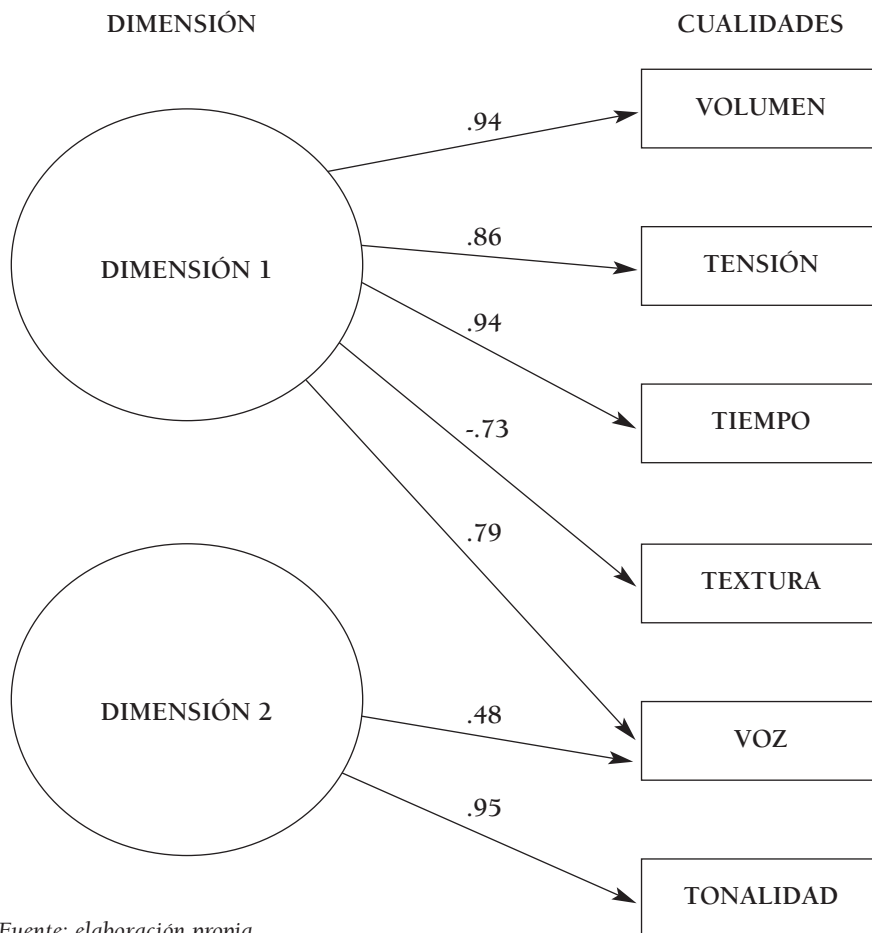 DIMENSIÓN CUALIDADES
.94 VOLUMEN
.86 TENSIÓN
DIMENSIÓN 1
.94 TIEMPO
-.73 TEXTURA
.79
DIMENSIÓN 2
.48 VOZ
.95 TONALIDAD
Fuente: elaboración propia